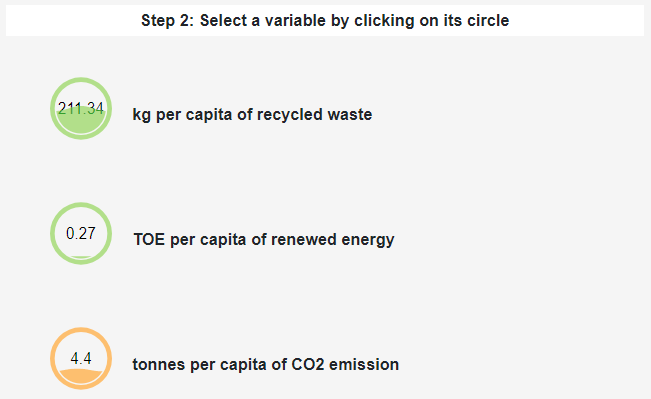 Step 2: Select a variable by clicking on its circle
211.34
kg per capita of recycled waste
0.27
TOE per capita of renewed energy
4.4
tonnes per capita of CO2 emission